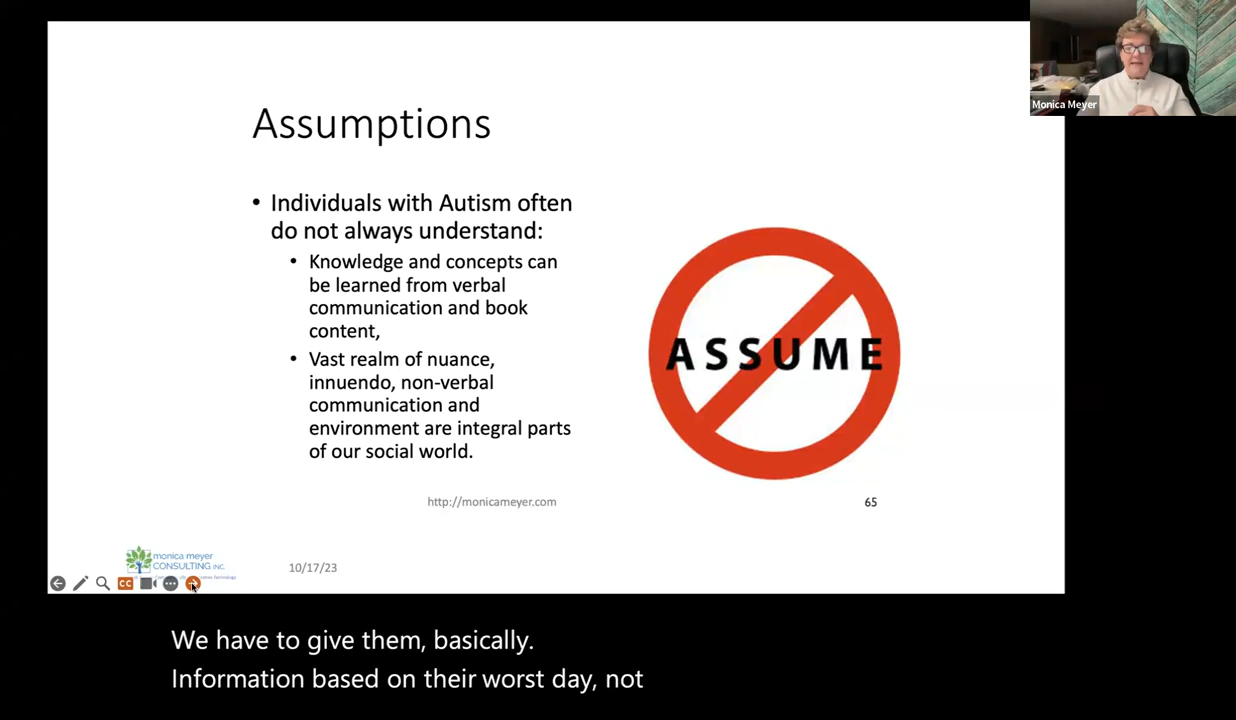 Monica Meyer
Assumptions
• Individuals with Autism often
do not always understand:
• Knowledge and concepts can
be learned from verbal
communication and book
content,
• Vast realm of nuance,
innuendo, non-verbal
communication and
environment are integral parts
of our social world.
ASSUME
http://monicameyer.com
65
monica meyer
CONSULTING INC.
10/17/23
CC
We have to give them, basically.
Information based on their worst day, not